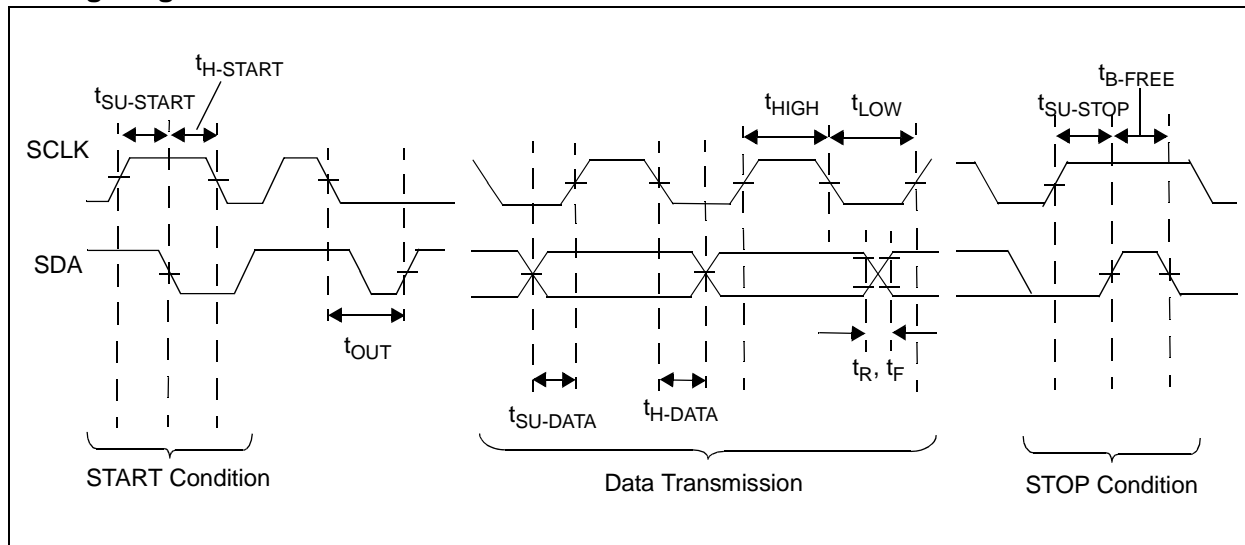 tH-START
tSU-START
SCLK
SDA
tOUT
START Condition
tHIGH
tLOW
tSU-DATA
tH-DATA
tR, tF
Data Transmission
tB-FREE
tSU-STOP
STOP Condition